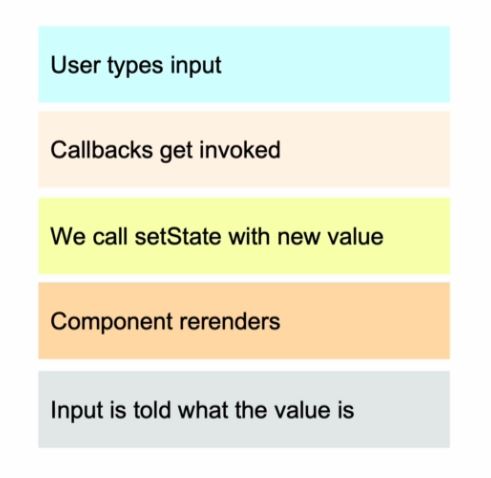 User types input
Callbacks get invoked
We call setState with new value
Component rerenders
Input is told what the value is